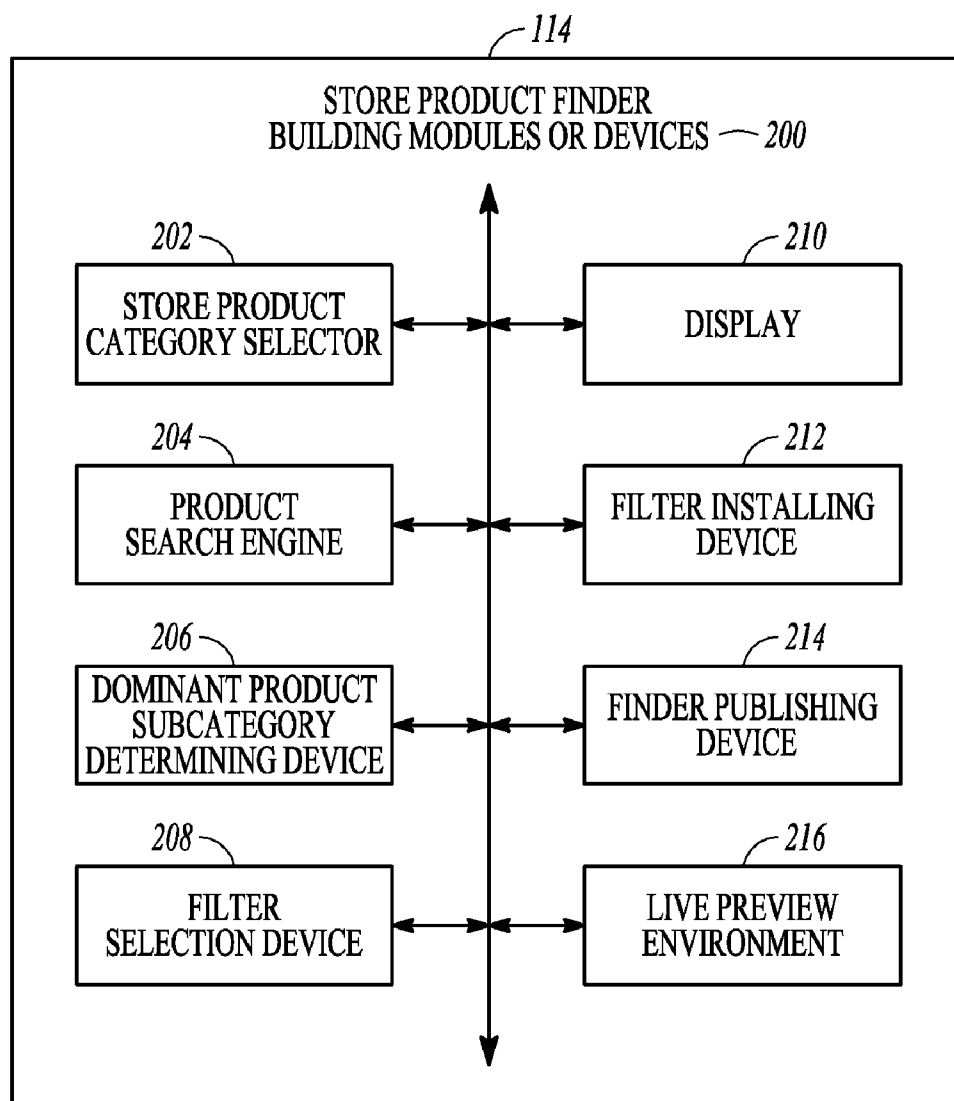 114
STORE PRODUCT FINDER
BUILDING MODULES OR DEVICES 200
202
STORE PRODUCT
CATEGORY SELECTOR
204
PRODUCT
SEARCH ENGINE
206
DOMINANT PRODUCT
SUBCATEGORY
DETERMINING DEVICE
208
FILTER
SELECTION DEVICE
210
DISPLAY
212
FILTER INSTALLING
DEVICE
214
FINDER PUBLISHING
DEVICE
216
LIVE PREVIEW
ENVIRONMENT